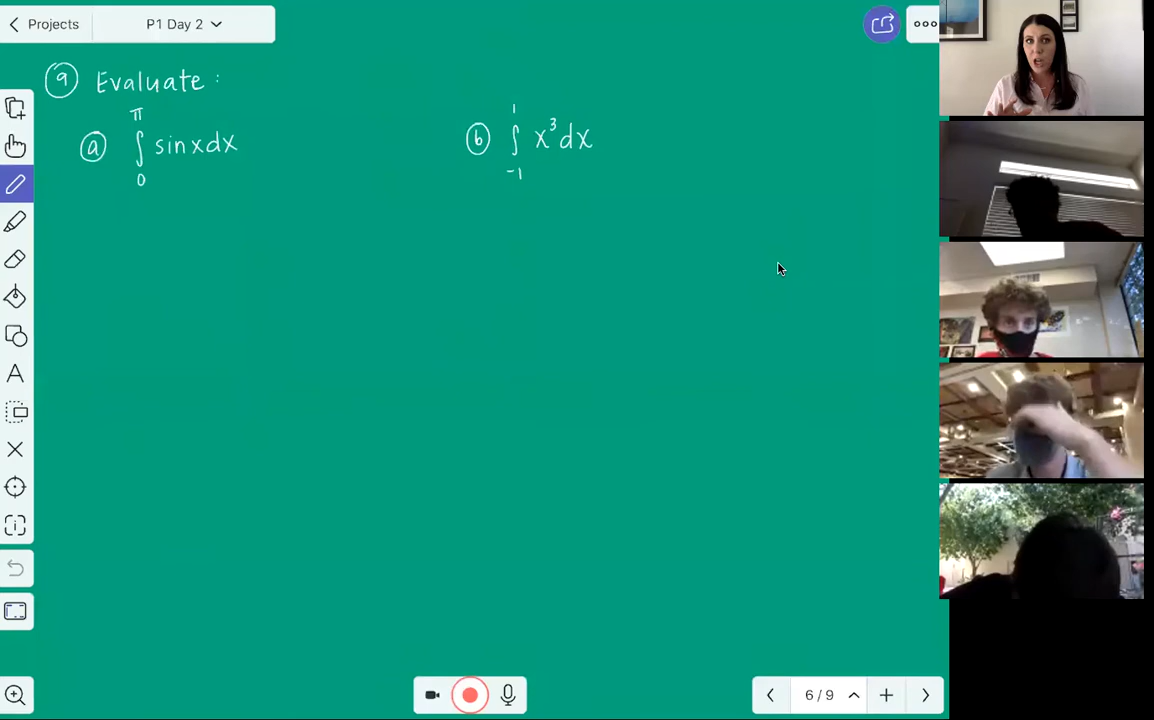 Projects
P1 Day 2
⑨ Evaluate:
ⓐ ∫₀^π sin x dx
ⓑ ∫₋₁^1 x³ dx
A
6 / 9